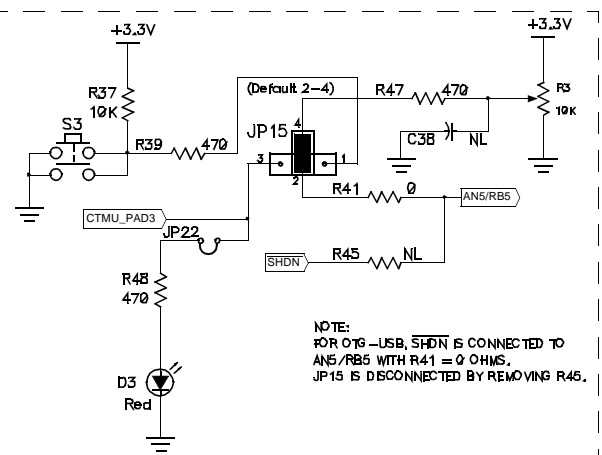 +3.3V
+3.3V
R37
10K
(Default 2-4)
R47 470
R3
10K
S3
R39 470
JP15
4
3
1
2
C38 NL
R41 0
AN5/RB5
CTMU_PAD3
JP22
SHDN
R45 NL
R48
470
D3
Red
NOTE:
FOR OTG-USB, SHDN IS CONNECTED TO
AN5/RB5 WITH R41 = 0 OHMS.
JP15 IS DISCONNECTED BY REMOVING R45.